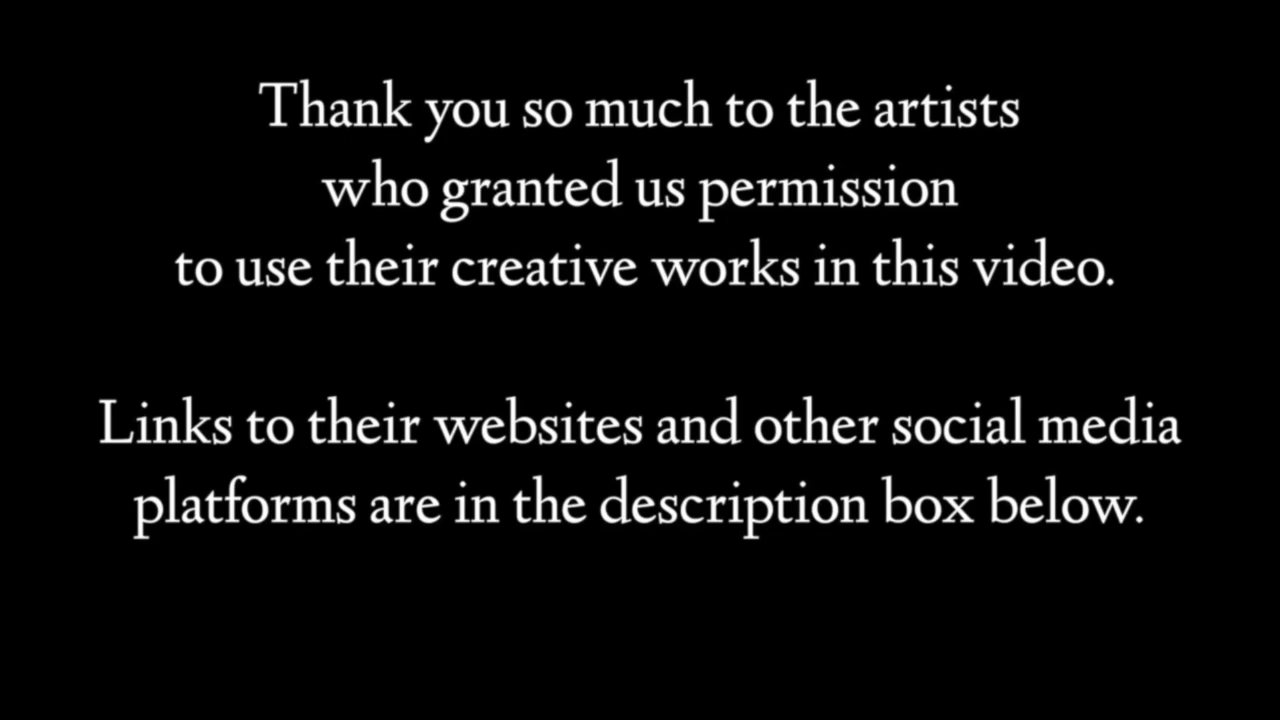 Thank you so much to the artists
who granted us permission
to use their creative works in this video.
Links to their websites and other social media
platforms are in the description box below.